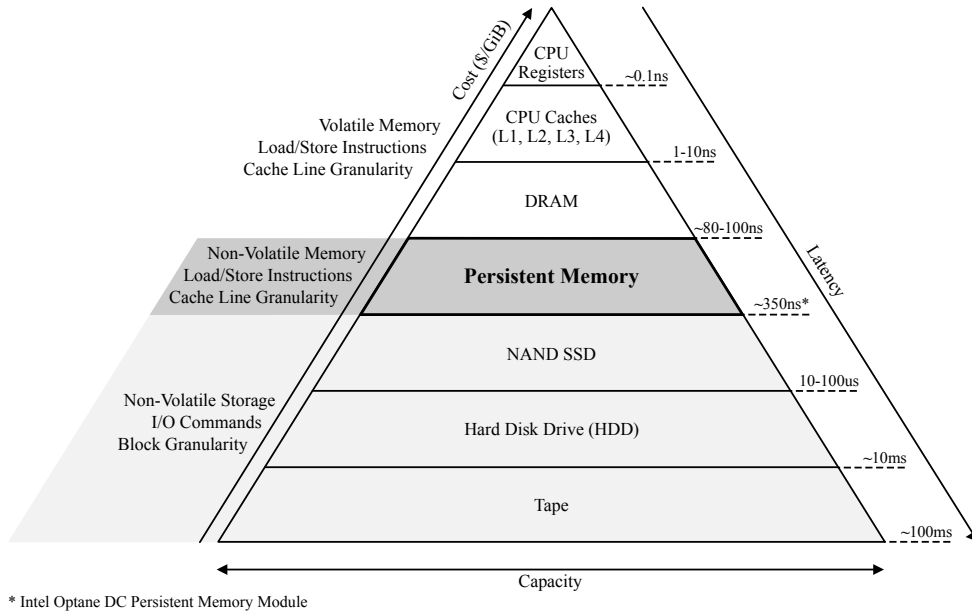 Cost ($/GiB)
CPU
Registers
~0.1ns
CPU Caches
(L1, L2, L3, L4)
1-10ns
Volatile Memory
Load/Store Instructions
Cache Line Granularity
DRAM
~80-100ns
Non-Volatile Memory
Load/Store Instructions
Cache Line Granularity
Persistent Memory
Latency
~350ns*
NAND SSD
10-100us
Non-Volatile Storage
I/O Commands
Block Granularity
Hard Disk Drive (HDD)
~10ms
Tape
~100ms
Capacity
* Intel Optane DC Persistent Memory Module